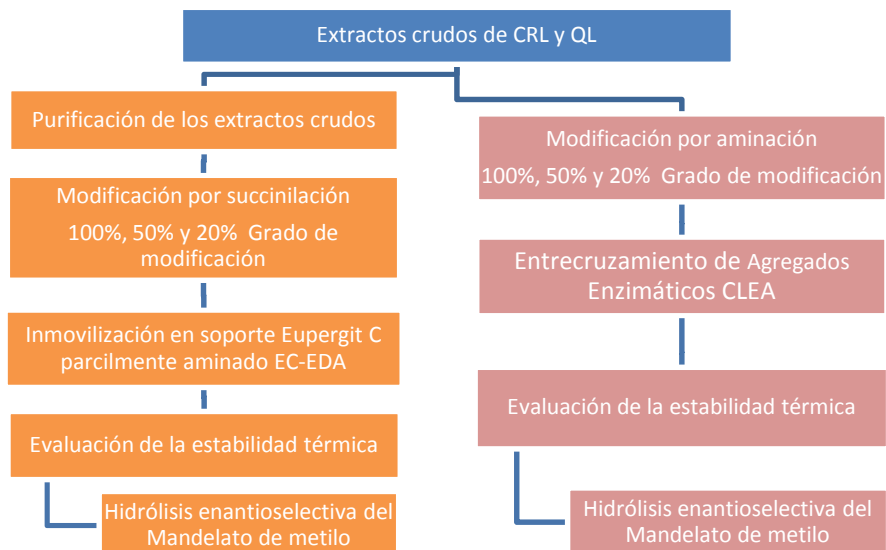 Extractos crudos de CRL y QL
Purificación de los extractos crudos
Modificación por succinilación
100%, 50% y 20% Grado de
modificación
Inmovilización en soporte Eupergit C
parcilmente aminado EC-EDA
Evaluación de la estabilidad térmica
Hidrólisis enantioselectiva del
Mandelato de metilo
Modificación por aminación
100%, 50% y 20% Grado de modificación
Entrecruzamiento de Agregados
Enzimáticos CLEA
Evaluación de la estabilidad térmica
Hidrólisis enantioselectiva del
Mandelato de metilo